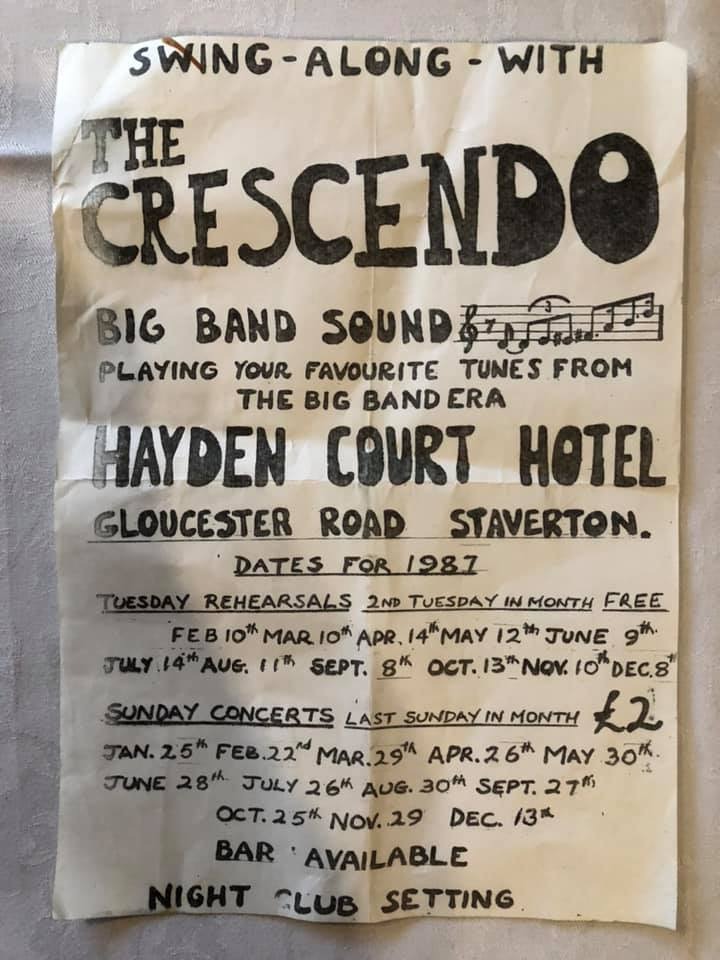 SWING-ALONG-WITH
THE
CRESCENDO
BIG BAND SOUND
PLAYING YOUR FAVOURITE TUNES FROM
THE BIG BAND ERA
HAYDEN COURT HOTEL
GLOUCESTER ROAD STAVERTON.
DATES FOR 1987
TUESDAY REHEARSALS 2ND TUESDAY IN MONTH FREE
FEB 10th MAR 10th APR. 14th MAY 12th JUNE 9th.
JULY.14th AUG. 11th SEPT. 8th OCT. 13th NOV. 10th DEC. 8th
SUNDAY CONCERTS LAST SUNDAY IN MONTH £2
JAN. 25th FEB. 22nd MAR. 29th APR. 26th MAY 30th.
JUNE 28th. JULY 26th AUG. 30th SEPT. 27th
OCT. 25th NOV. 29 DEC. 13th
BAR AVAILABLE
NIGHT CLUB SETTING